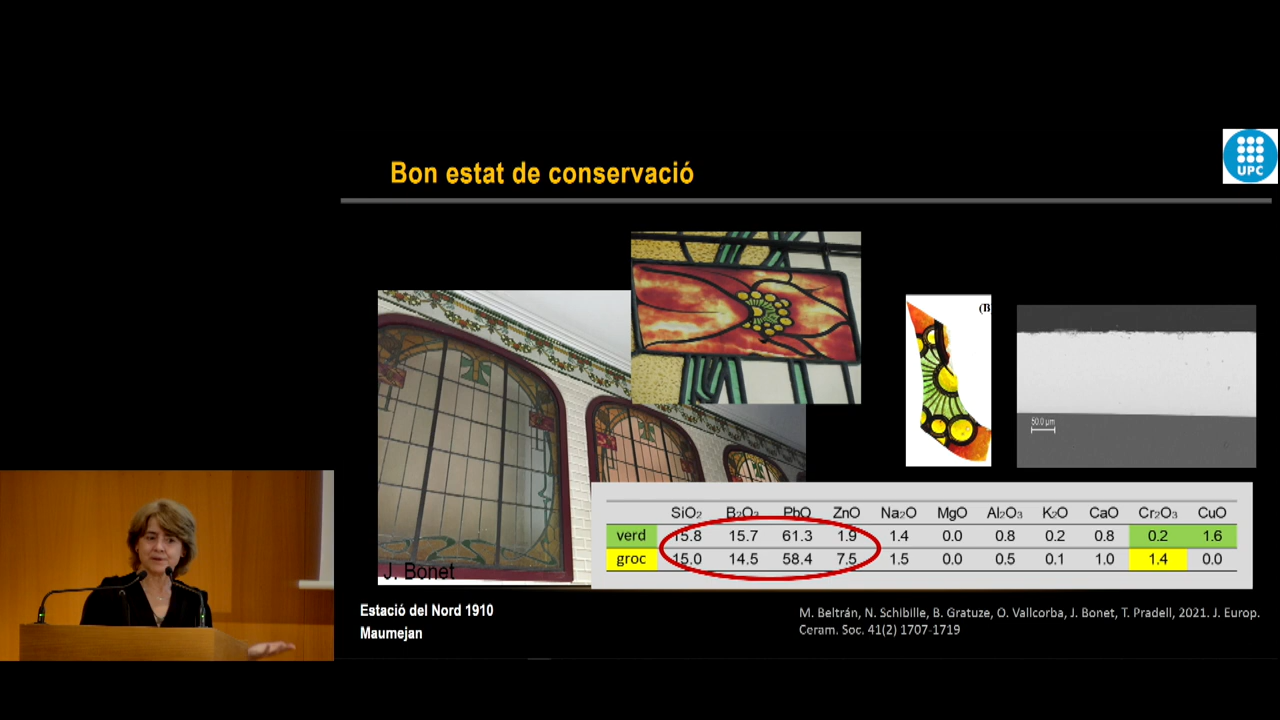 Bon estat de conservació
UPC
(B
50.0 µm
SiO₂ B₂O₃ PbO ZnO Na₂O MgO Al₂O₃ K₂O CaO Cr₂O₃ CuO
verd 15.8 15.7 61.3 1.9 1.4 0.0 0.8 0.2 0.8 0.2 1.6
groc 15.0 14.5 58.4 7.5 1.5 0.0 0.5 0.1 1.0 1.4 0.0
J. Bonet
Estació del Nord 1910
Maumejan
M. Beltrán, N. Schibille, B. Gratuze, O. Vallcorba, J. Bonet, T. Pradell, 2021. J. Europ.
Ceram. Soc. 41(2) 1707-1719